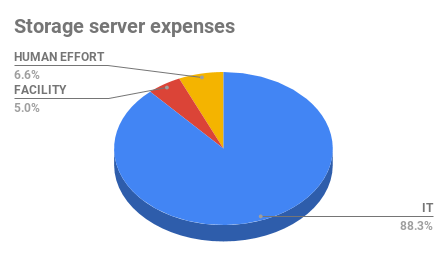 Storage server expenses
HUMAN EFFORT
6.6%
FACILITY
5.0%
IT
88.3%